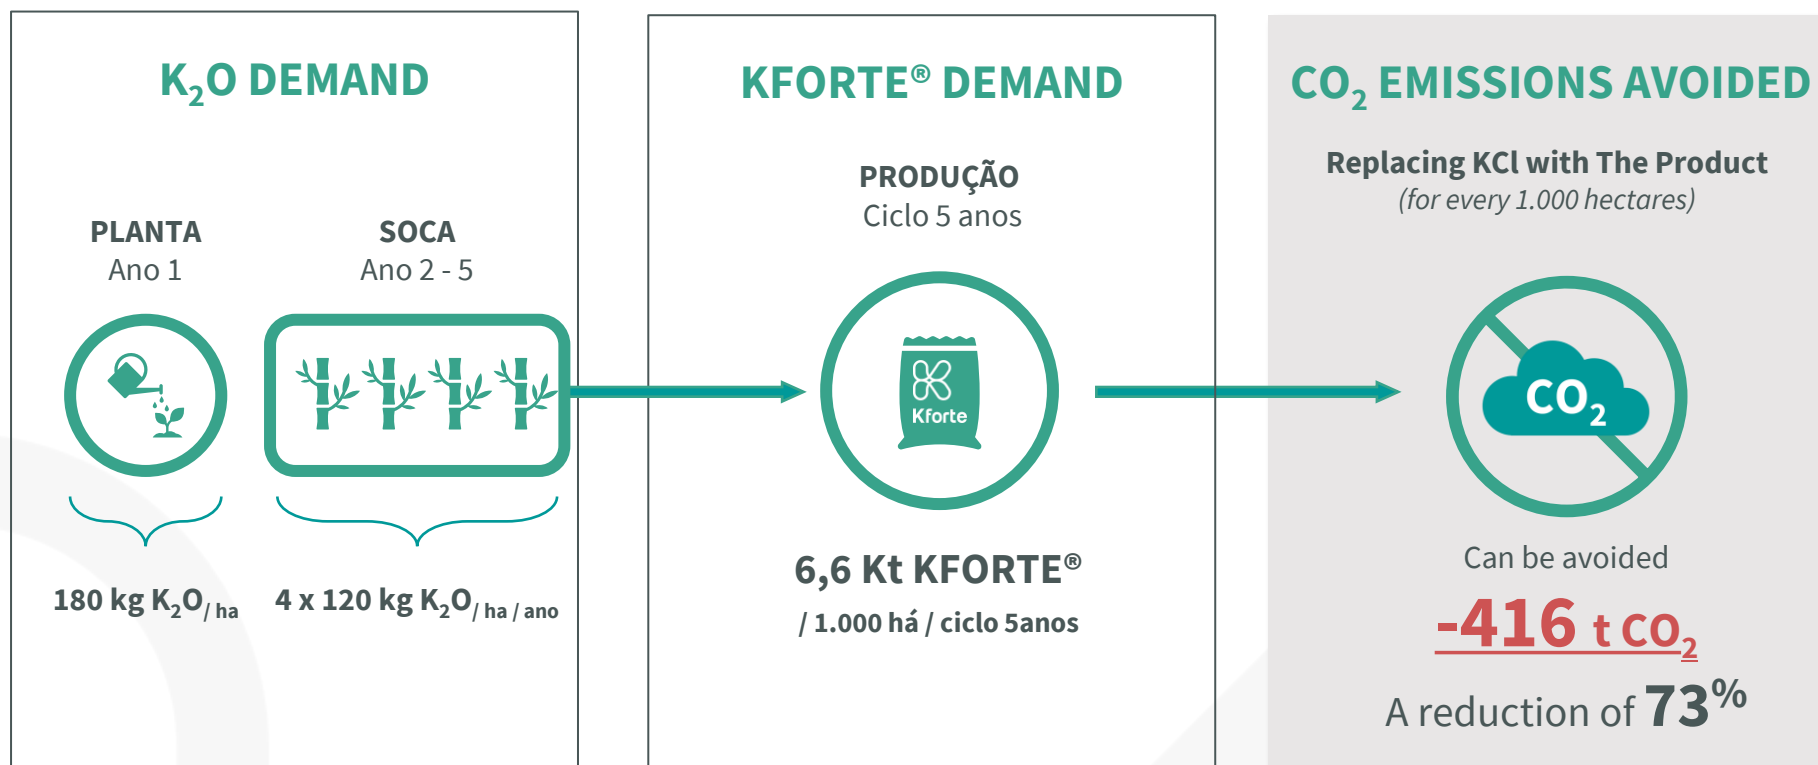 K₂O DEMAND
PLANTA
Ano 1
SOCA
Ano 2 - 5
180 kg K₂O/ ha
4 x 120 kg K₂O/ ha / ano
KFORTE® DEMAND
PRODUÇÃO
Ciclo 5 anos
Kforte
6,6 Kt KFORTE®
/ 1.000 há / ciclo 5anos
CO₂ EMISSIONS AVOIDED
Replacing KCl with The Product
(for every 1.000 hectares)
CO₂
Can be avoided
-416 t CO₂
A reduction of 73%